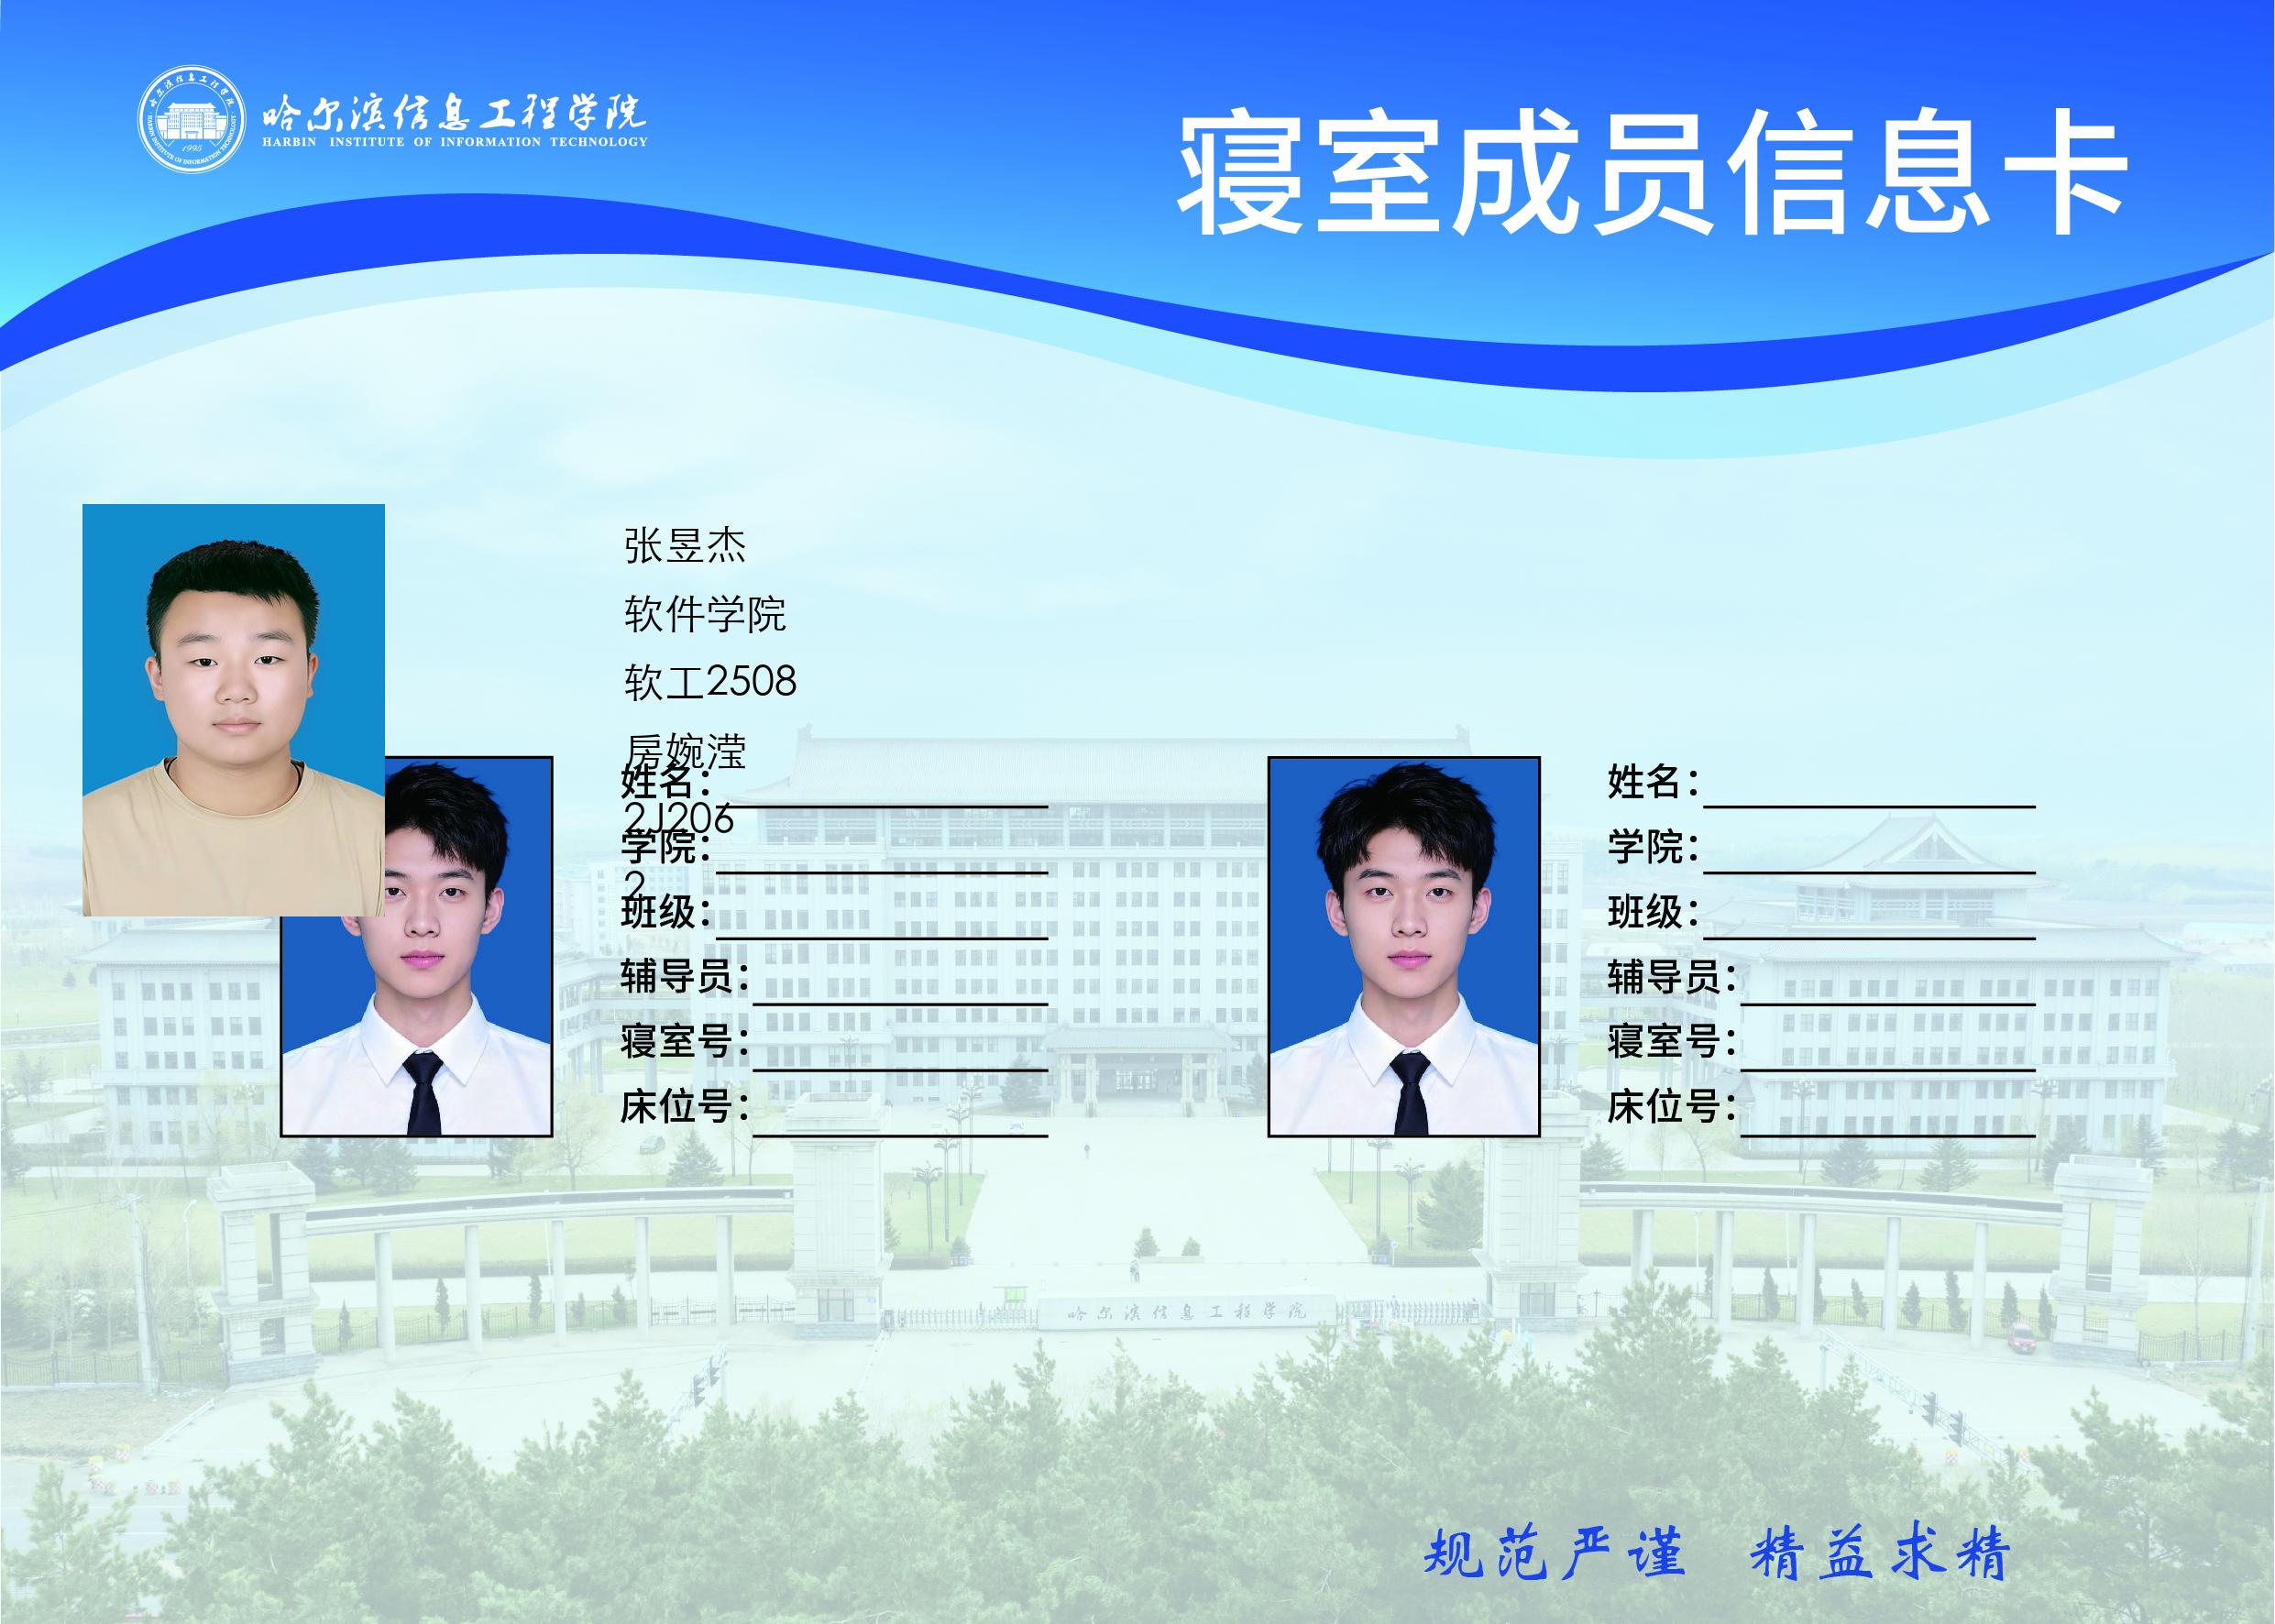 哈尔滨信息工程学院
HARBIN INSTITUTE OF INFORMATION TECHNOLOGY
1995
寝室成员信息卡
张昱杰
软件学院
软工2508
房婉滢
2J206
2
姓名：
学院：
班级：
辅导员：
寝室号：
床位号：
姓名：
学院：
班级：
辅导员：
寝室号：
床位号：
哈尔滨信息工程学院
规范严谨 精益求精